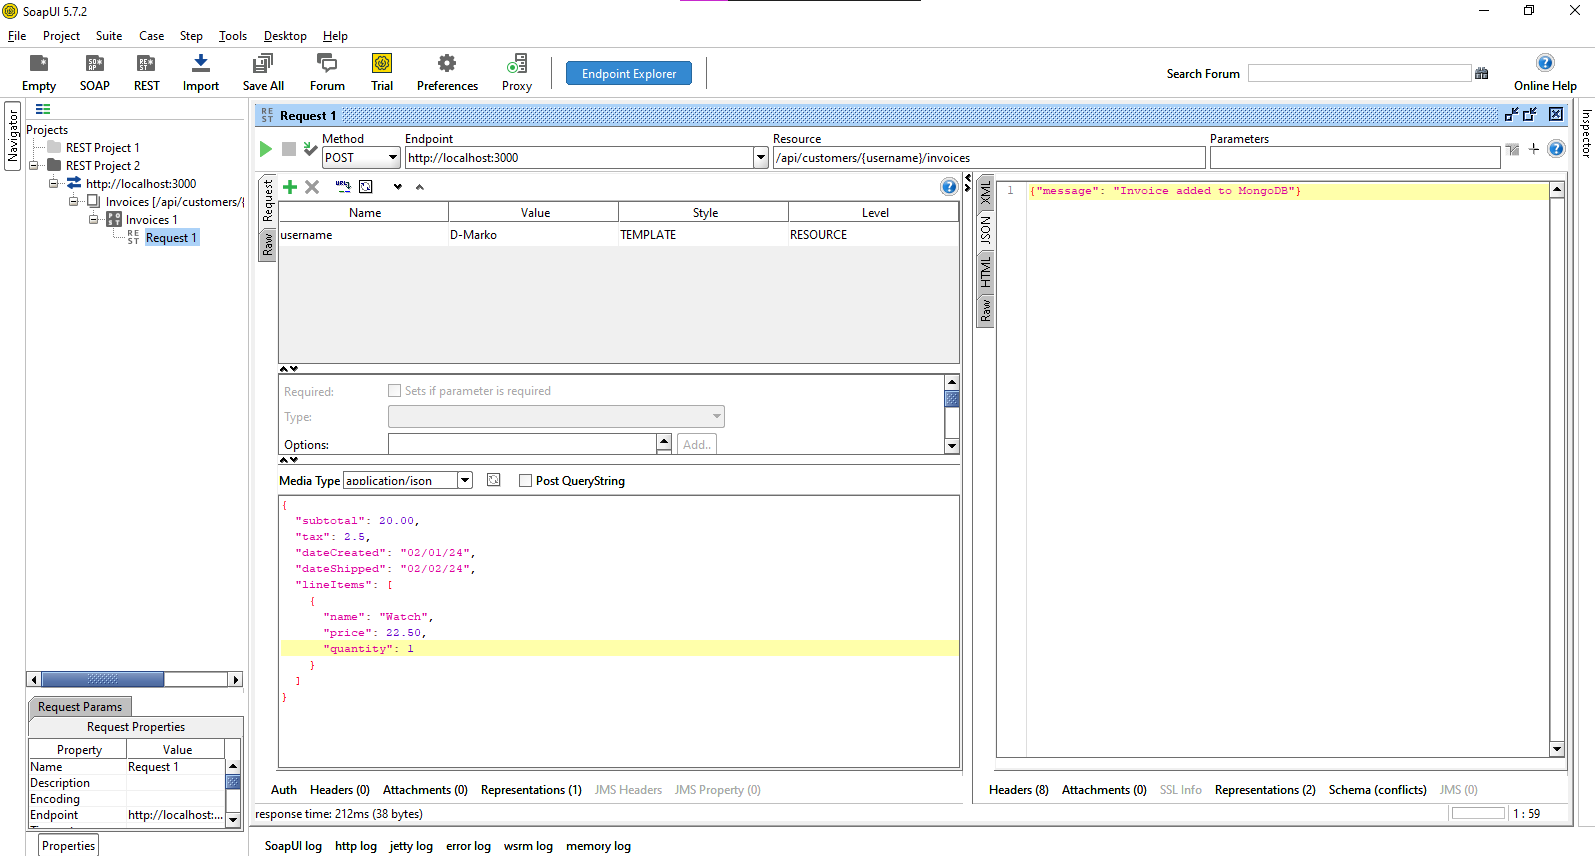 SoapUI 5.7.2
File Project Suite Case Step Tools Desktop Help
Empty SOAP REST Import Save All Forum Trial Preferences Proxy Endpoint Explorer Search Forum Online Help
Navigator
Projects
REST Project 1
REST Project 2
http://localhost:3000
Invoices [/api/customers/{
Invoices 1
Request 1
Request Params
Request Properties
Property Value
Name Request 1
Description
Encoding
Endpoint http://localhost:...
Properties
Request 1
Method Endpoint Resource Parameters
POST http://localhost:3000 /api/customers/{username}/invoices
Inspector
Request
Raw
Name Value Style Level
username D-Marko TEMPLATE RESOURCE
Required: Sets if parameter is required
Type:
Options: Add..
Media Type application/json Post QueryString
{
"subtotal": 20.00,
"tax": 2.5,
"dateCreated": "02/01/24",
"dateShipped": "02/02/24",
"lineItems": [
{
"name": "Watch",
"price": 22.50,
"quantity": 1
}
]
}
Auth Headers (0) Attachments (0) Representations (1) JMS Headers JMS Property (0)
XML
JSON
HTML
Raw
1 {"message": "Invoice added to MongoDB"}
Headers (8) Attachments (0) SSL Info Representations (2) Schema (conflicts) JMS (0)
response time: 212ms (38 bytes) 1 : 59
SoapUI log http log jetty log error log wsrm log memory log